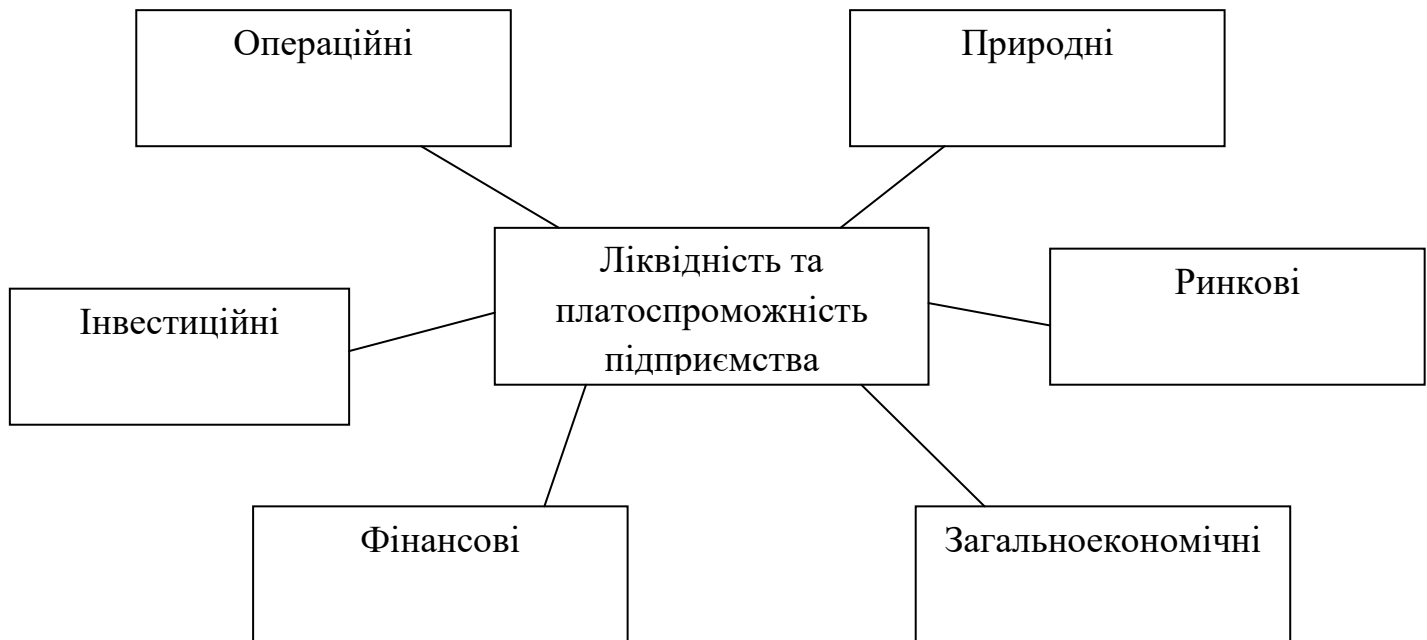 Операційні
Природні
Ліквідність та
платоспроможність
підприємства
Ринкові
Інвестиційні
Фінансові
Загальноекономічні